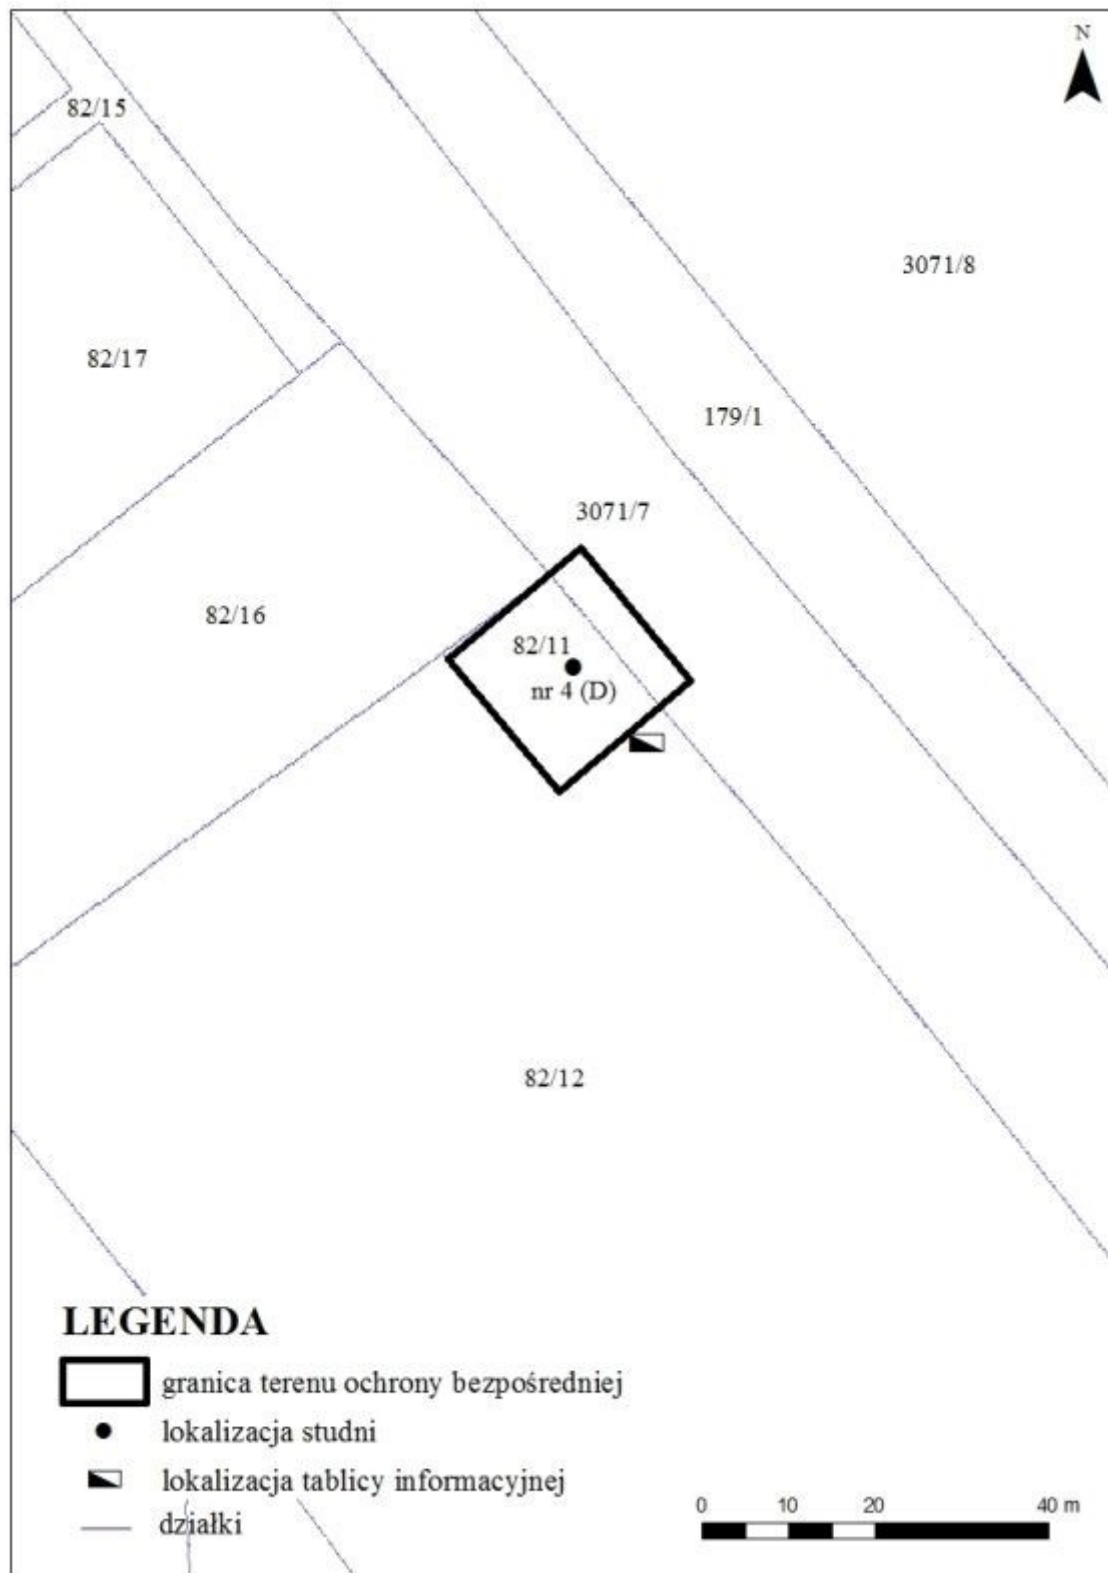 N
82/15
3071/8
82/17
179/1
3071/7
82/16
82/11
nr 4 (D)
82/12
LEGENDA
granica terenu ochrony bezpośredniej
lokalizacja studni
lokalizacja tablicy informacyjnej
działki
0 10 20 40 m